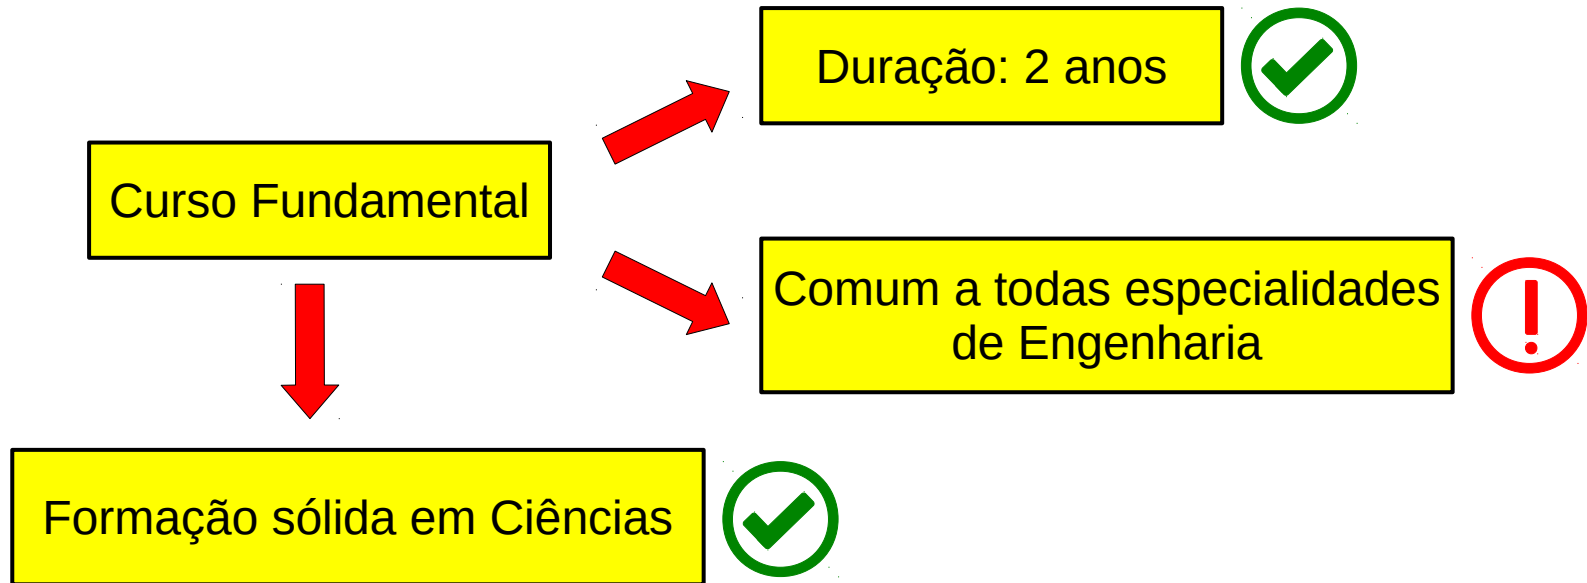 Duração: 2 anos
Curso Fundamental
Comum a todas especialidades
de Engenharia
Formação sólida em Ciências